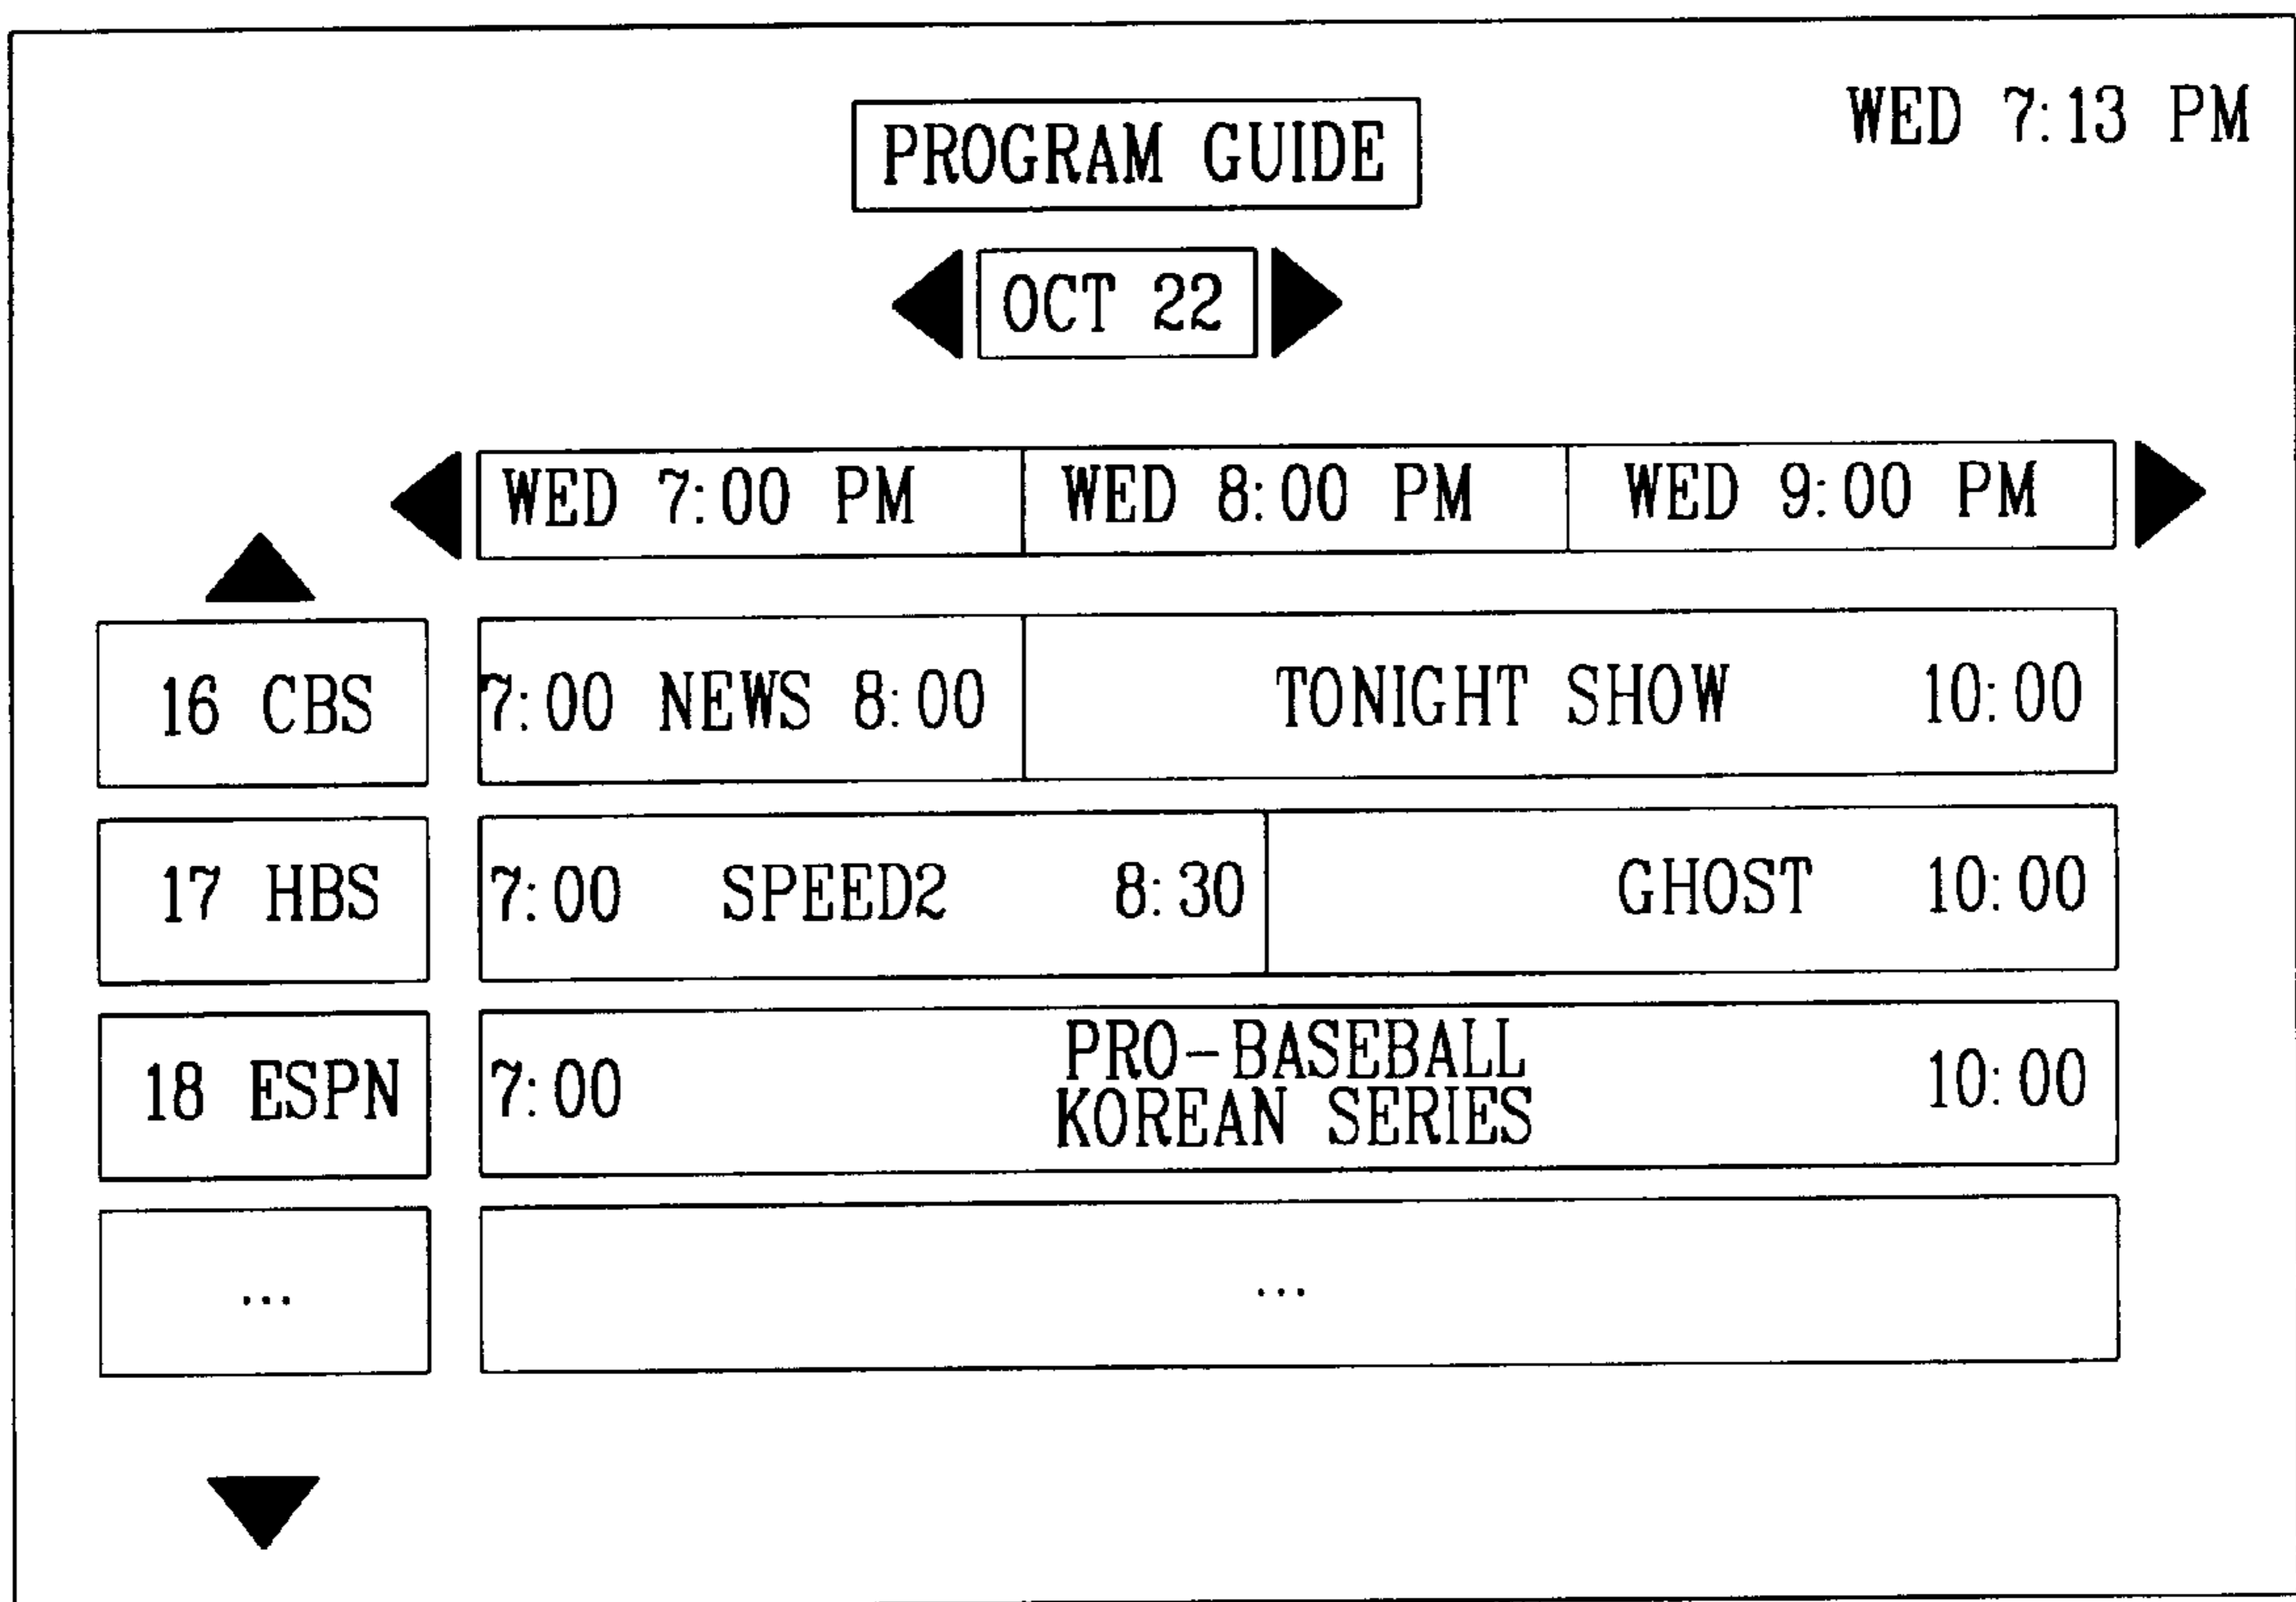 WED 7:13 PM
PROGRAM GUIDE
OCT 22
WED 7:00 PM WED 8:00 PM WED 9:00 PM
16 CBS 7:00 NEWS 8:00 TONIGHT SHOW 10:00
17 HBS 7:00 SPEED2 8:30 GHOST 10:00
18 ESPN 7:00 PRO-BASEBALL
KOREAN SERIES 10:00
... ...